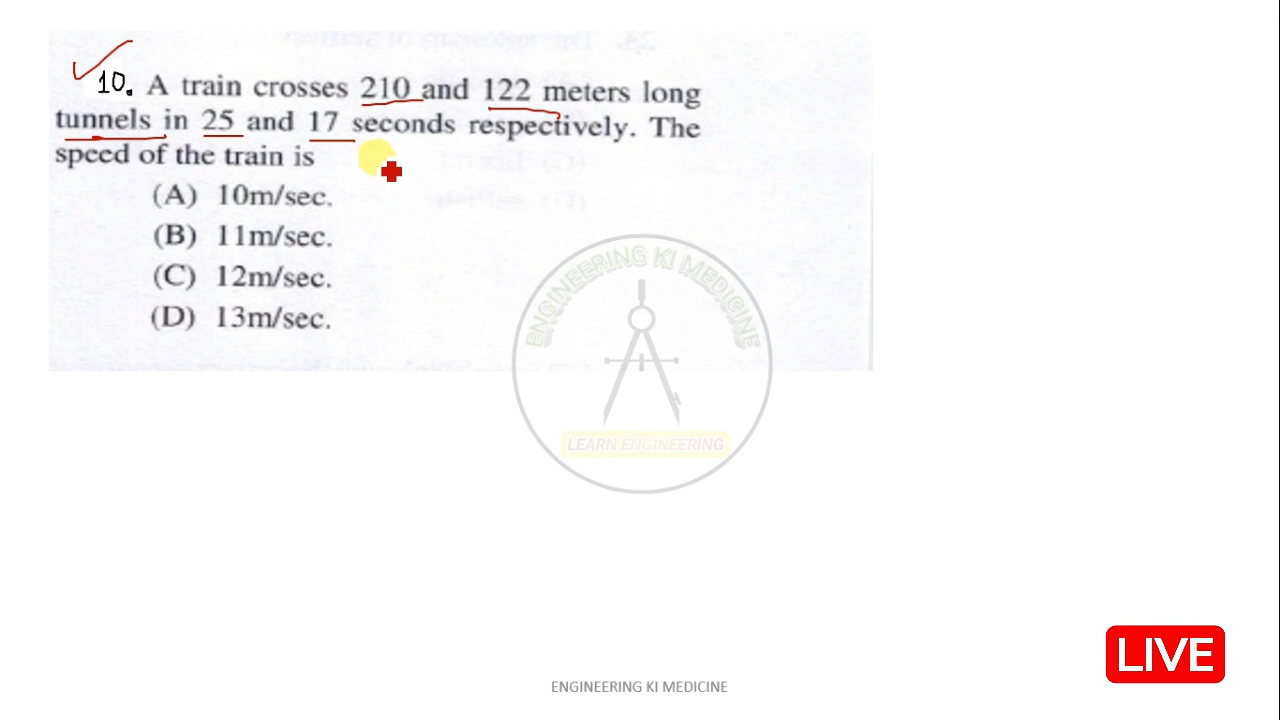 10. A train crosses 210 and 122 meters long
tunnels in 25 and 17 seconds respectively. The
speed of the train is
(A) 10m/sec.
(B) 11m/sec.
(C) 12m/sec.
(D) 13m/sec.
ENGINEERING KI MEDICINE
LEARN ENGINEERING
LIVE
ENGINEERING KI MEDICINE